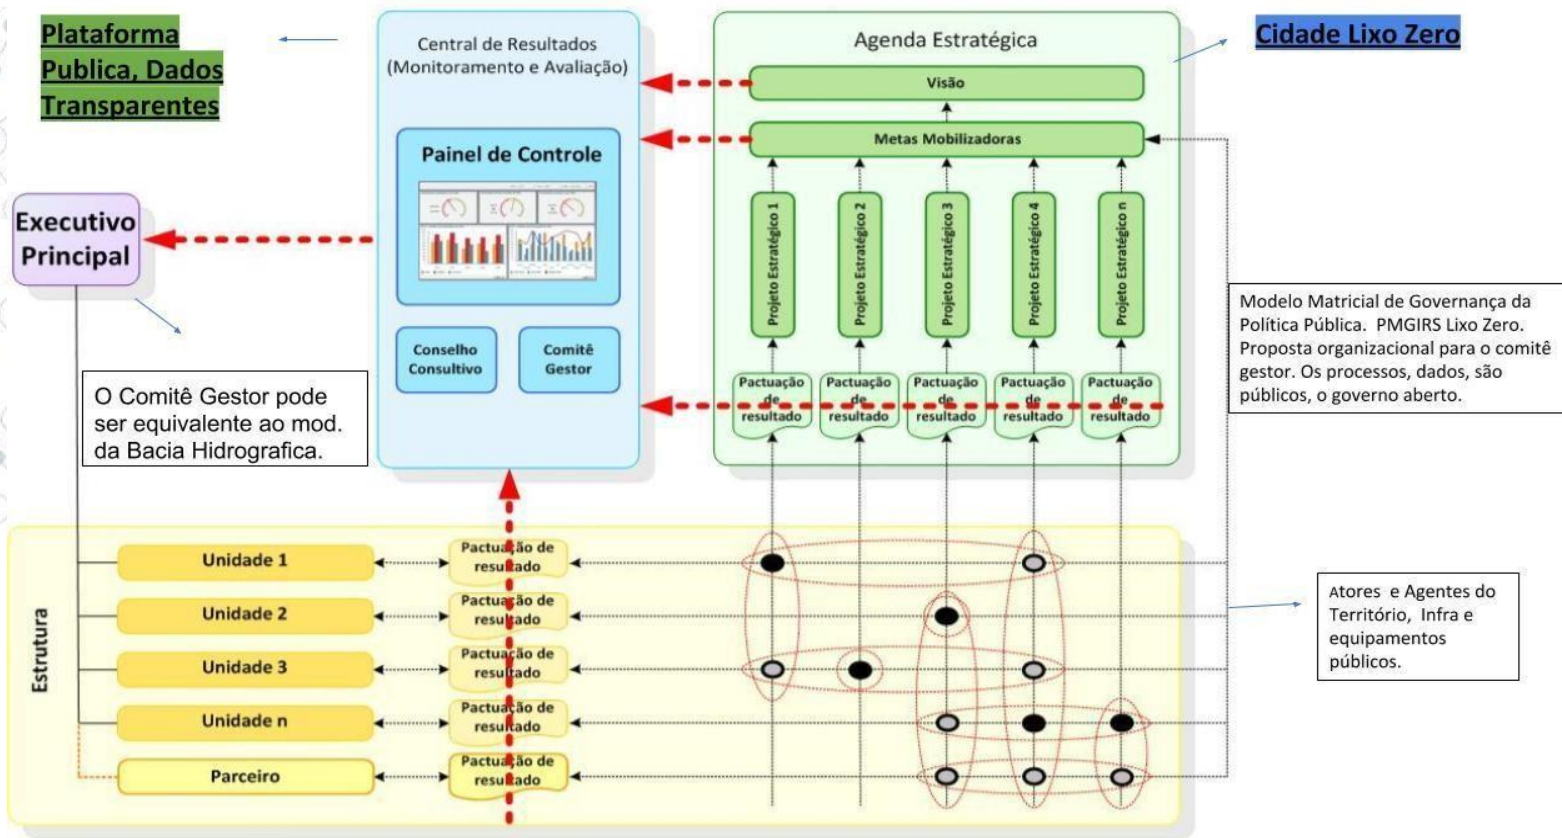 Plataforma
Publica, Dados
Transparentes
Central de Resultados
(Monitoramento e Avaliação)
Painel de Controle
Conselho
Consultivo
Comitê
Gestor
Agenda Estratégica
Visão
Metas Mobilizadoras
Projeto Estratégico 1
Projeto Estratégico 2
Projeto Estratégico 3
Projeto Estratégico 4
Projeto Estratégico n
Pactuação
de
resultado
Pactuação
de
resultado
Pactuação
de
resultado
Pactuação
de
resultado
Pactuação
de
resultado
Cidade Lixo Zero
Executivo
Principal
O Comitê Gestor pode
ser equivalente ao mod.
da Bacia Hidrografica.
Modelo Matricial de Governança da
Política Pública.  PMGIRS Lixo Zero.
Proposta organizacional para o comitê
gestor. Os processos, dados, são
públicos, o governo aberto.
Estrutura
Unidade 1
Pactuação de
resultado
Unidade 2
Pactuação de
resultado
Unidade 3
Pactuação de
resultado
Unidade n
Pactuação de
resultado
Parceiro
Pactuação de
resultado
Atores  e Agentes do
Território,  Infra e
equipamentos
públicos.